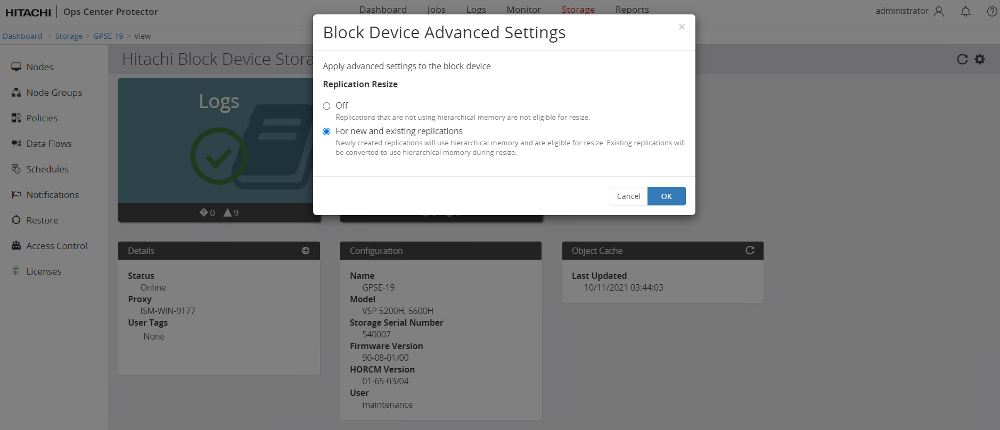 HITACHI Ops Center Protector
Dashboard Jobs Logs Monitor Storage Reports
administrator
Dashboard > Storage > GPSE-19 > View
Nodes
Node Groups
Policies
Data Flows
Schedules
Notifications
Restore
Access Control
Licenses
Hitachi Block Device Stora
Logs
0 9
Block Device Advanced Settings
×
Apply advanced settings to the block device
Replication Resize
Off
Replications that are not using hierarchical memory are not eligible for resize.
For new and existing replications
Newly created replications will use hierarchical memory and are eligible for resize. Existing replications will
be converted to use hierarchical memory during resize.
Cancel OK
Details
Status
Online
Proxy
ISM-WIN-9177
User Tags
None
Configuration
Name
GPSE-19
Model
VSP 5200H, 5600H
Storage Serial Number
540007
Firmware Version
90-08-01/00
HORCM Version
01-65-03/04
User
maintenance
Object Cache
Last Updated
10/11/2021 03:44:03